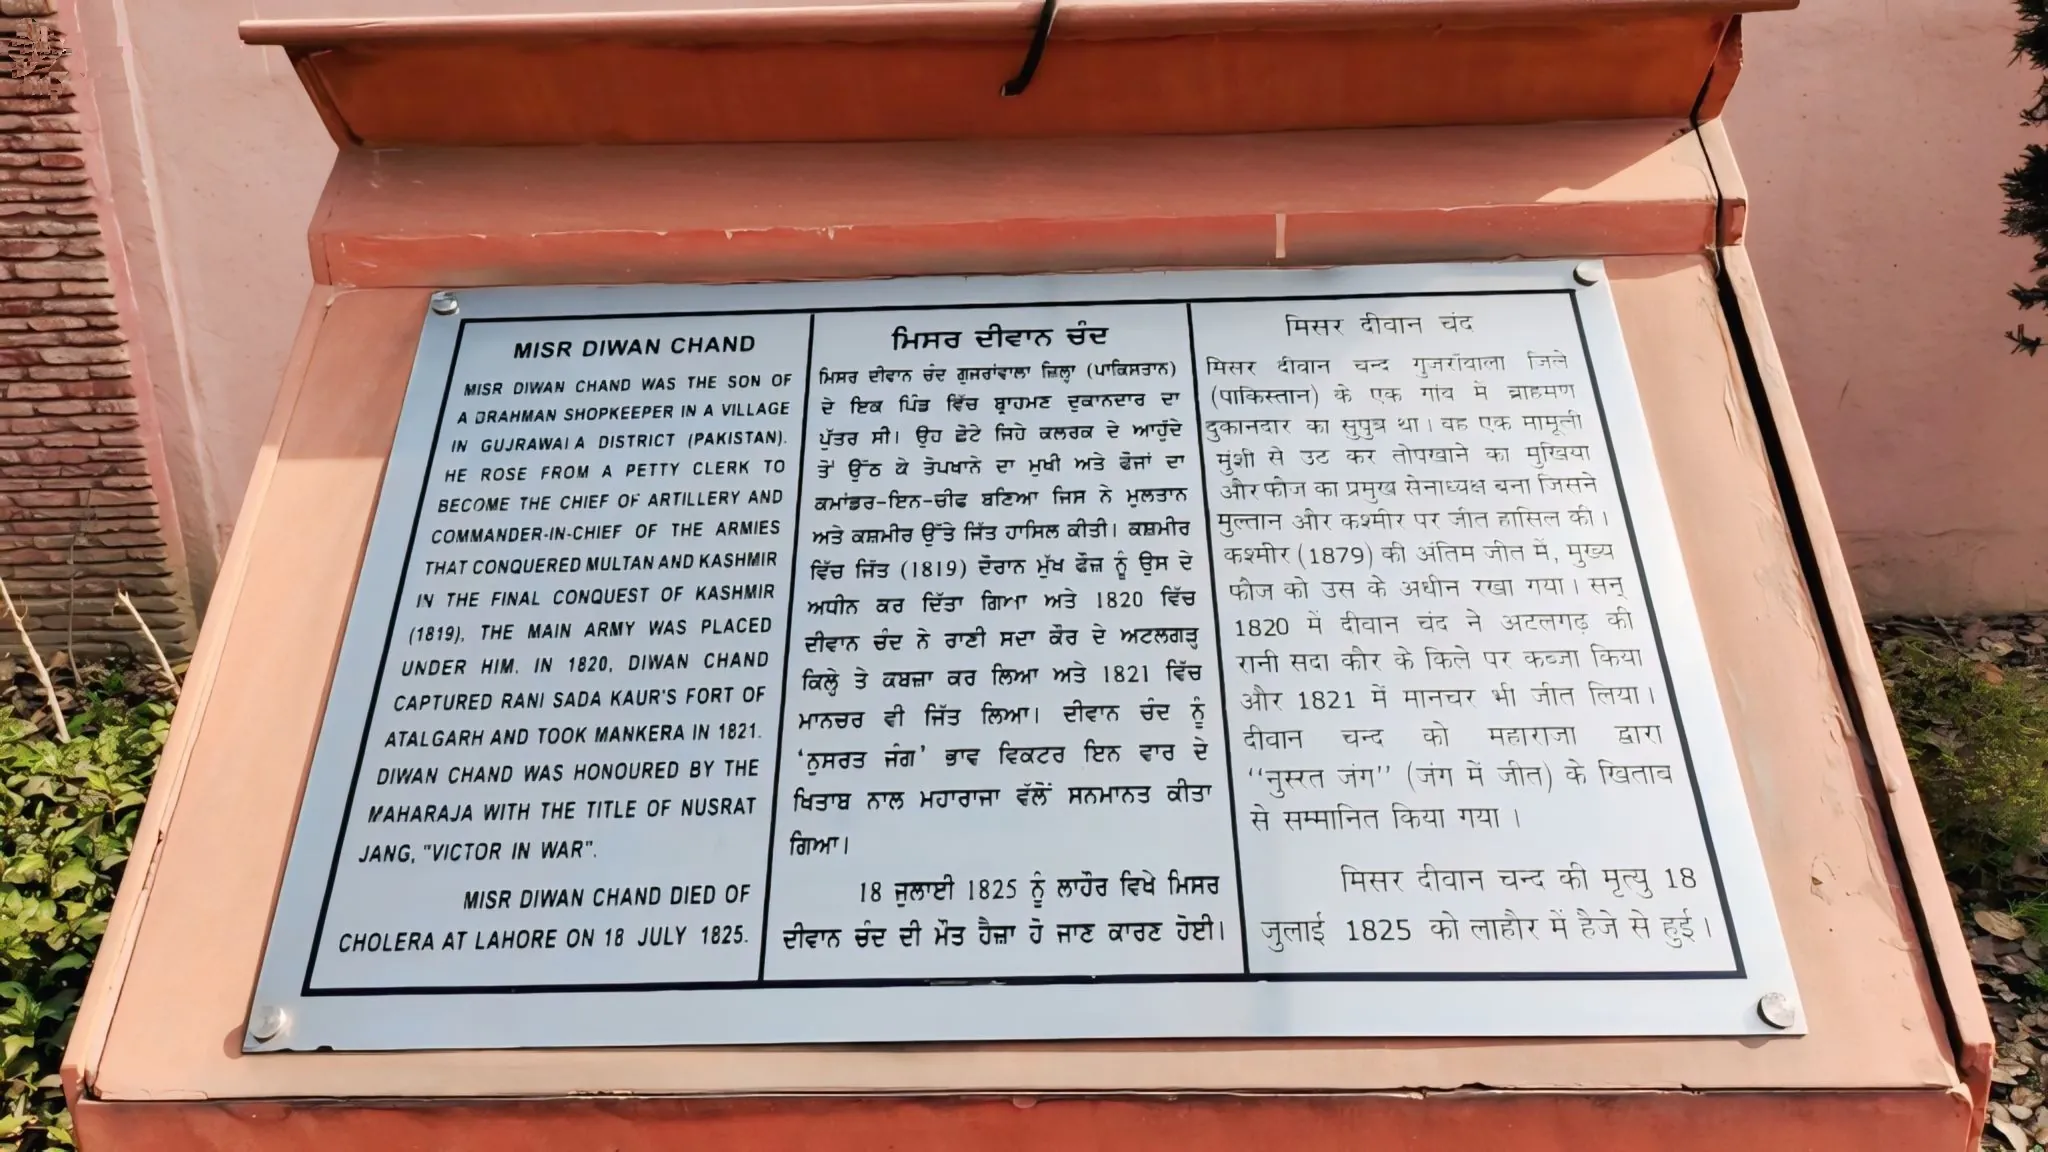 MISR DIWAN CHAND
MISR DIWAN CHAND WAS THE SON OF
A BRAHMAN SHOPKEEPER IN A VILLAGE
IN GUJRAWALA DISTRICT (PAKISTAN).
HE ROSE FROM A PETTY CLERK TO
BECOME THE CHIEF OF ARTILLERY AND
COMMANDER-IN-CHIEF OF THE ARMIES
THAT CONQUERED MULTAN AND KASHMIR
IN THE FINAL CONQUEST OF KASHMIR
(1819), THE MAIN ARMY WAS PLACED
UNDER HIM. IN 1820, DIWAN CHAND
CAPTURED RANI SADA KAUR'S FORT OF
ATALGARH AND TOOK MANKERA IN 1821.
DIWAN CHAND WAS HONOURED BY THE
MAHARAJA WITH THE TITLE OF NUSRAT
JANG, "VICTOR IN WAR".
MISR DIWAN CHAND DIED OF
CHOLERA AT LAHORE ON 18 JULY 1825.
ਮਿਸਰ ਦੀਵਾਨ ਚੰਦ
ਮਿਸਰ ਦੀਵਾਨ ਚੰਦ ਗੁਜਰਾਂਵਾਲਾ ਜ਼ਿਲ੍ਹਾ (ਪਾਕਿਸਤਾਨ)
ਦੇ ਇਕ ਪਿੰਡ ਵਿੱਚ ਬ੍ਰਾਹਮਣ ਦੁਕਾਨਦਾਰ ਦਾ
ਪੁੱਤਰ ਸੀ। ਉਹ ਛੋਟੇ ਜਿਹੇ ਕਲਰਕ ਦੇ ਆਹੁੱਦੇ
ਤੋਂ ਉੱਠ ਕੇ ਤੋਪਖਾਨੇ ਦਾ ਮੁਖੀ ਅਤੇ ਫੌਜਾਂ ਦਾ
ਕਮਾਂਡਰ-ਇਨ-ਚੀਫ ਬਣਿਆ ਜਿਸ ਨੇ ਮੁਲਤਾਨ
ਅਤੇ ਕਸ਼ਮੀਰ ਉੱਤੇ ਜਿੱਤ ਹਾਸਿਲ ਕੀਤੀ। ਕਸ਼ਮੀਰ
ਵਿੱਚ ਜਿੱਤ (1819) ਦੌਰਾਨ ਮੁੱਖ ਫੌਜ਼ ਨੂੰ ਉਸ ਦੇ
ਅਧੀਨ ਕਰ ਦਿੱਤਾ ਗਿਆ ਅਤੇ 1820 ਵਿੱਚ
ਦੀਵਾਨ ਚੰਦ ਨੇ ਰਾਣੀ ਸਦਾ ਕੌਰ ਦੇ ਅਟਲਗੜ੍ਹ
ਕਿਲ੍ਹੇ ਤੇ ਕਬਜ਼ਾ ਕਰ ਲਿਆ ਅਤੇ 1821 ਵਿੱਚ
ਮਾਨਚਰ ਵੀ ਜਿੱਤ ਲਿਆ। ਦੀਵਾਨ ਚੰਦ ਨੂੰ
'ਨੁਸਰਤ ਜੰਗ' ਭਾਵ ਵਿਕਟਰ ਇਨ ਵਾਰ ਦੇ
ਖਿਤਾਬ ਨਾਲ ਮਹਾਰਾਜਾ ਵੱਲੋਂ ਸਨਮਾਨਤ ਕੀਤਾ
ਗਿਆ।
18 ਜੁਲਾਈ 1825 ਨੂੰ ਲਾਹੌਰ ਵਿਖੇ ਮਿਸਰ
ਦੀਵਾਨ ਚੰਦ ਦੀ ਮੌਤ ਹੈਜ਼ਾ ਹੋ ਜਾਣ ਕਾਰਣ ਹੋਈ।
मिसर दीवान चंद
मिसर दीवान चन्द गुजराँवाला जिले
(पाकिस्तान) के एक गांव में ब्राहमण
दुकानदार का सुपुत्र था। वह एक मामूली
मुंशी से उट कर तोपखाने का मुखिया
और फौज का प्रमुख सेनाध्यक्ष बना जिसने
मुल्तान और कश्मीर पर जीत हासिल की।
कश्मीर (1879) की अंतिम जीत में, मुख्य
फौज को उस के अधीन रखा गया। सन्
1820 में दीवान चंद ने अटलगढ़ की
रानी सदा कौर के किले पर कब्जा किया
और 1821 में मानचर भी जीत लिया।
दीवान चन्द को महाराजा द्वारा
''नुस्रत जंग'' (जंग में जीत) के खिताब
से सम्मानित किया गया।
मिसर दीवान चन्द की मृत्यु 18
जुलाई 1825 को लाहौर में हैजे से हुई।